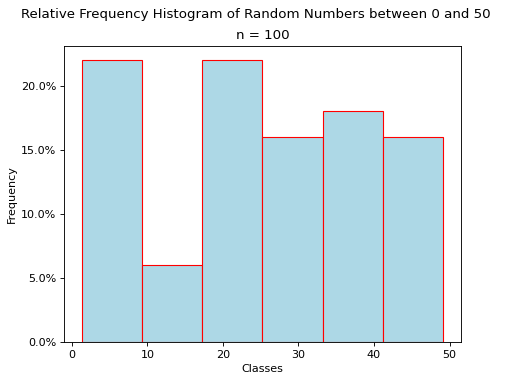 Relative Frequency Histogram of Random Numbers between 0 and 50
n = 100
20.0%
15.0%
10.0%
5.0%
0.0%
Frequency
0 10 20 30 40 50
Classes